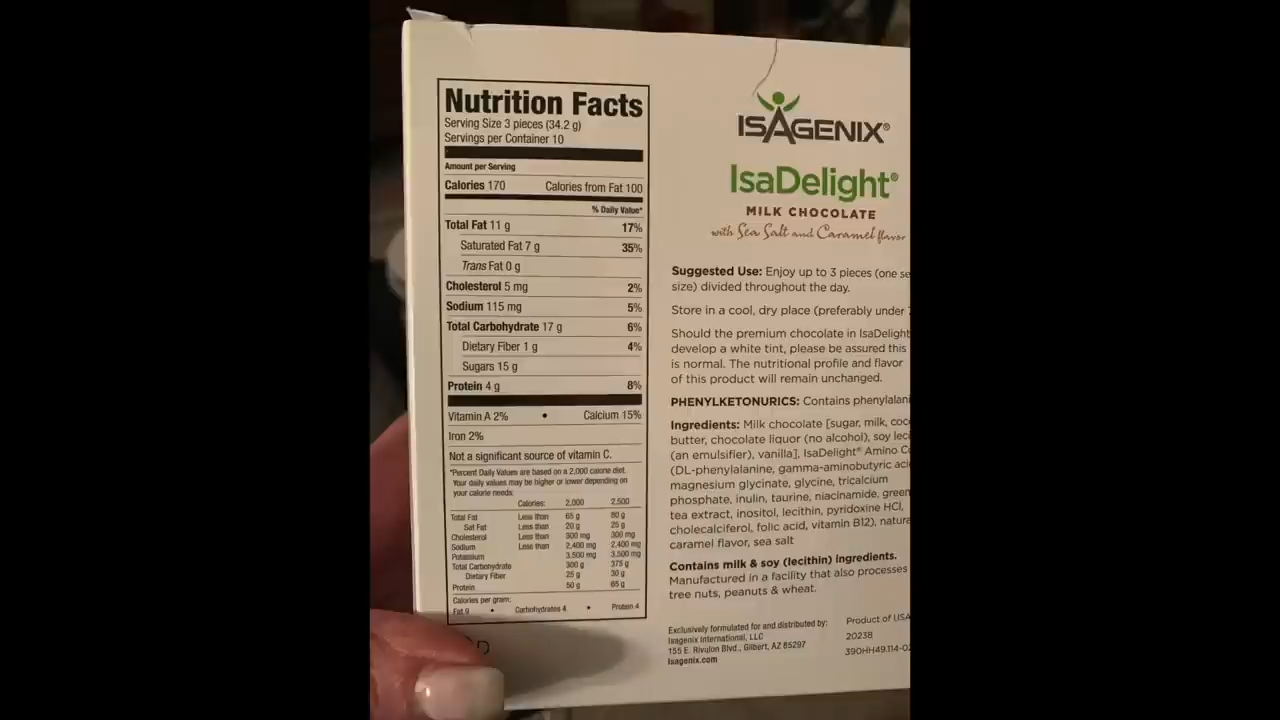 Nutrition Facts
Serving Size 3 pieces (34.2 g)
Servings per Container 10
Amount per Serving
Calories 170 Calories from Fat 100
% Daily Value*
Total Fat 11 g 17%
Saturated Fat 7 g 35%
Trans Fat 0 g
Cholesterol 5 mg 2%
Sodium 115 mg 5%
Total Carbohydrate 17 g 6%
Dietary Fiber 1 g 4%
Sugars 15 g
Protein 4 g 8%
Vitamin A 2% • Calcium 15%
Iron 2%
Not a significant source of vitamin C.
*Percent Daily Values are based on a 2,000 calorie diet.
Your daily values may be higher or lower depending on
your calorie needs:
Calories: 2,000 2,500
Total Fat Less than 65 g 80 g
Sat Fat Less than 20 g 25 g
Cholesterol Less than 300 mg 300 mg
Sodium Less than 2,400 mg 2,400 mg
Potassium 3,500 mg 3,500 mg
Total Carbohydrate 300 g 375 g
Dietary Fiber 25 g 30 g
Protein 50 g 65 g
Calories per gram:
Fat 9 • Carbohydrates 4 • Protein 4
D
ISAGENIX®
IsaDelight®
MILK CHOCOLATE
with Sea Salt and Caramel flavor
Suggested Use: Enjoy up to 3 pieces (one se
size) divided throughout the day.
Store in a cool, dry place (preferably under
Should the premium chocolate in IsaDelight
develop a white tint, please be assured this
is normal. The nutritional profile and flavor
of this product will remain unchanged.
PHENYLKETONURICS: Contains phenylalani
Ingredients: Milk chocolate [sugar, milk, coc
butter, chocolate liquor (no alcohol), soy leci
(an emulsifier), vanilla], IsaDelight® Amino Co
(DL-phenylalanine, gamma-aminobutyric acid
magnesium glycinate, glycine, tricalcium
phosphate, inulin, taurine, niacinamide, green
tea extract, inositol, lecithin, pyridoxine HCl,
cholecalciferol, folic acid, vitamin B12), natura
caramel flavor, sea salt
Contains milk & soy (lecithin) ingredients.
Manufactured in a facility that also processes
tree nuts, peanuts & wheat.
Exclusively formulated for and distributed by:
Isagenix International, LLC
155 E. Rivulon Blvd., Gilbert, AZ 85297
Isagenix.com
Product of USA
20238
390HH49.114-02